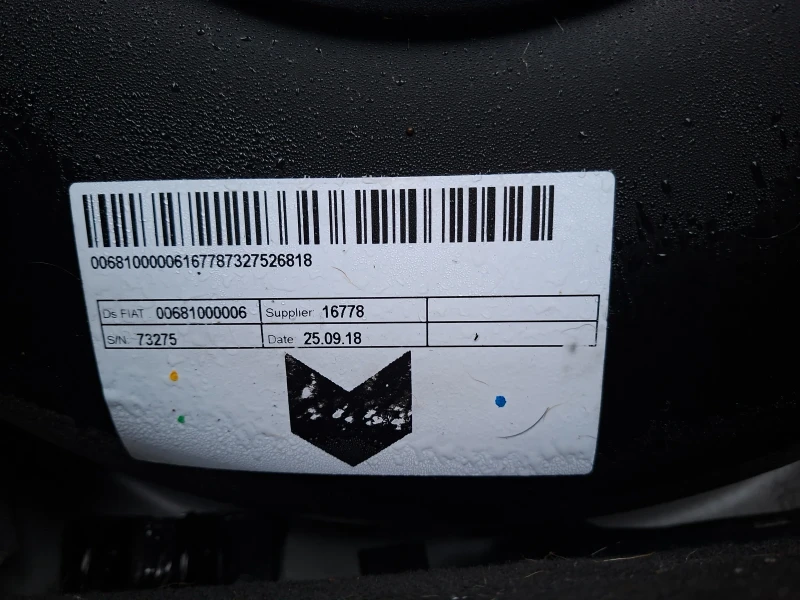 00681000006167787327526818
Ds FIAT 00681000006 Supplier 16778
S/N. 73275 Date 25.09.18